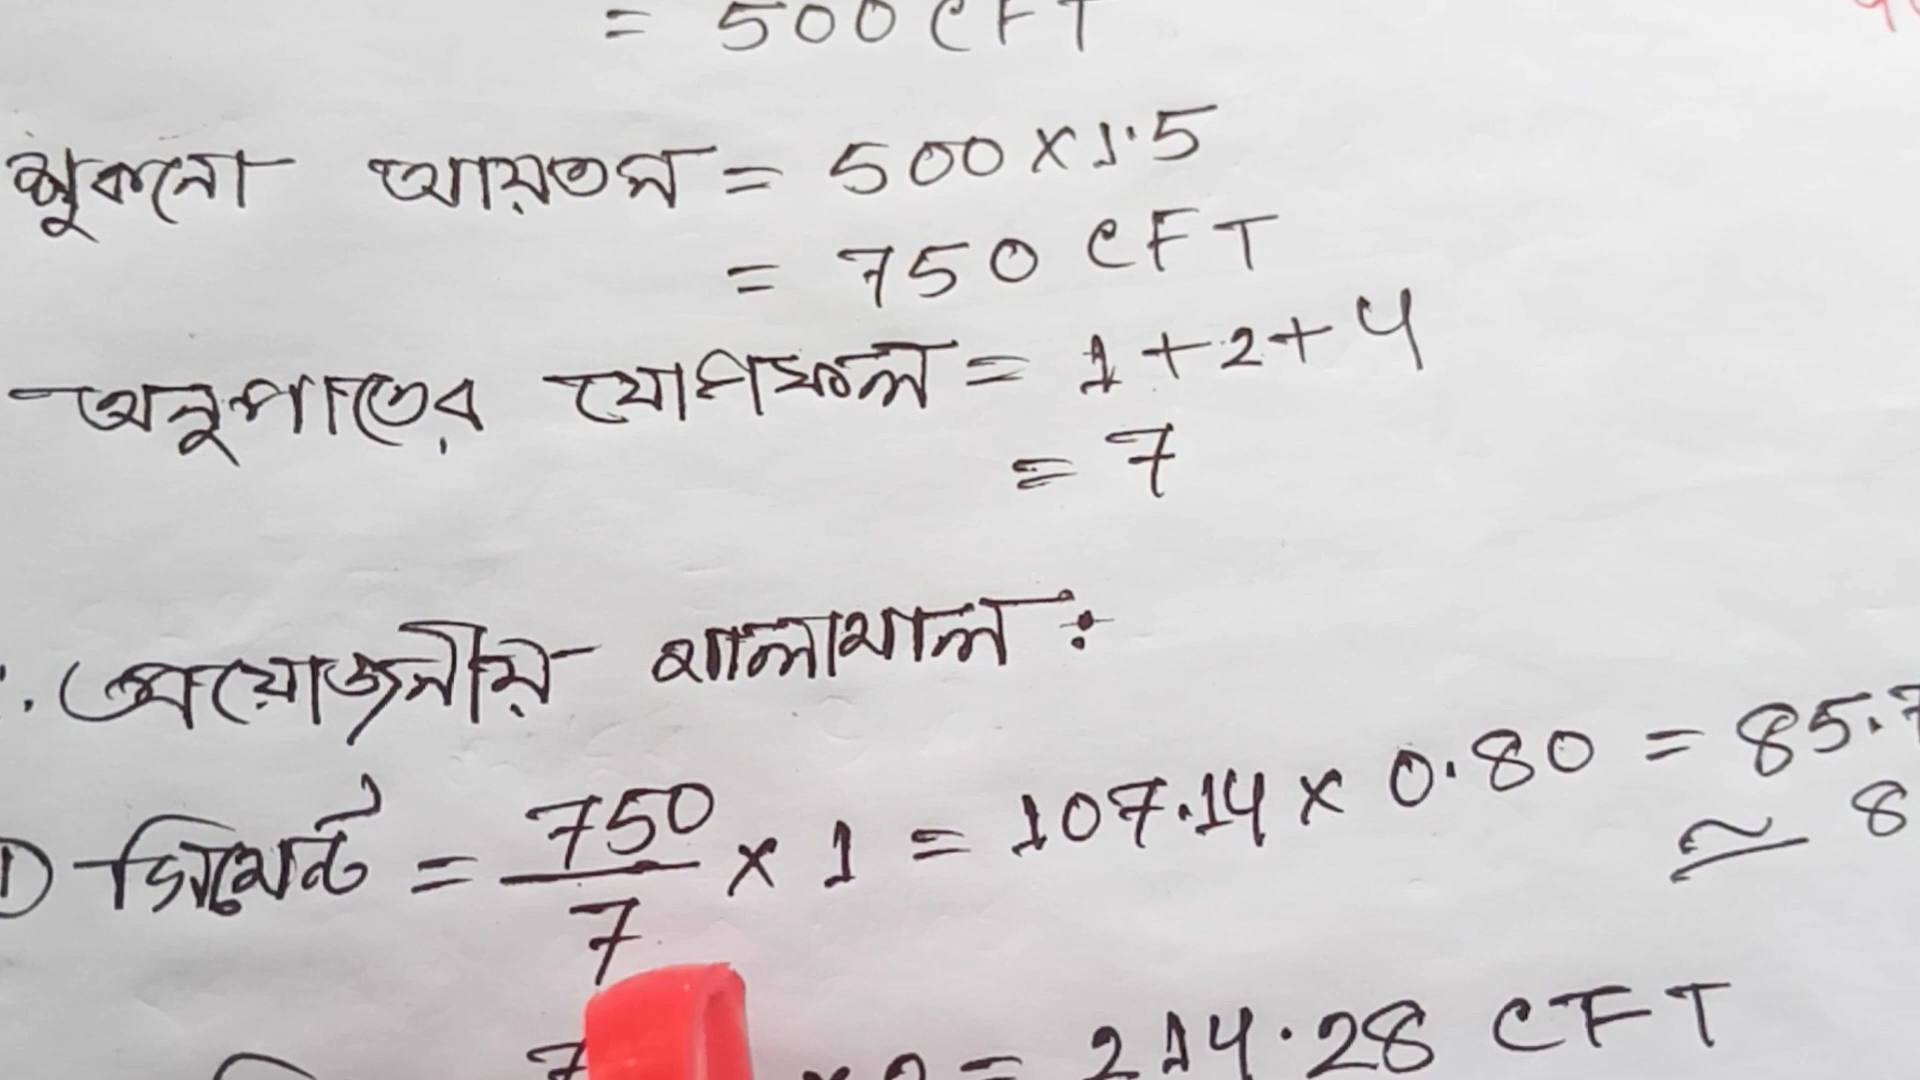 = 500 CFT
শুকনো আয়তন = 500 × 1.5
= 750 CFT
অনুপাতের যোগফল = 1 + 2 + 4
= 7
প্রয়োজনীয় মালামাল :
1) সিমেন্ট = 750/7 × 1 = 107.14 × 0.80 = 85.7
≃ 8
= 214.28 CFT